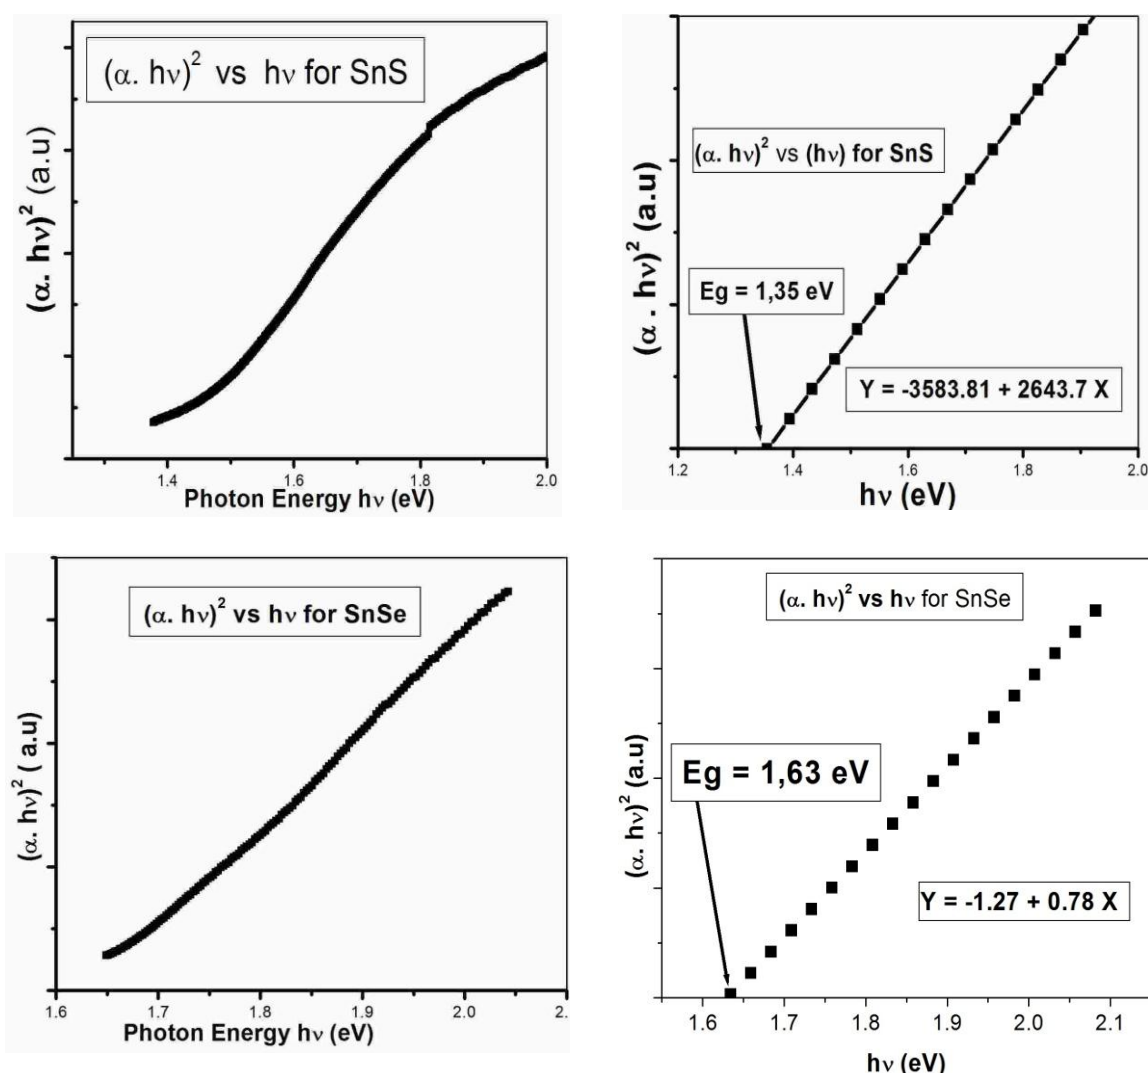 (α. hν)² vs hν for SnS
(α. hν)² (a.u)
1.4 1.6 1.8 2.0
Photon Energy hν (eV)
(α. hν)² vs (hν) for SnS
(α . hν)² (a.u)
Eg = 1,35 eV
Y = -3583.81 + 2643.7 X
1.2 1.4 1.6 1.8 2.0
hν (eV)
(α. hν)² vs hν for SnSe
(α. hν)² ( a.u)
1.6 1.7 1.8 1.9 2.0 2.
Photon Energy hν (eV)
(α. hν)² vs hν for SnSe
(α. hν)² (a.u)
Eg = 1,63 eV
Y = -1.27 + 0.78 X
1.6 1.7 1.8 1.9 2.0 2.1
hν (eV)